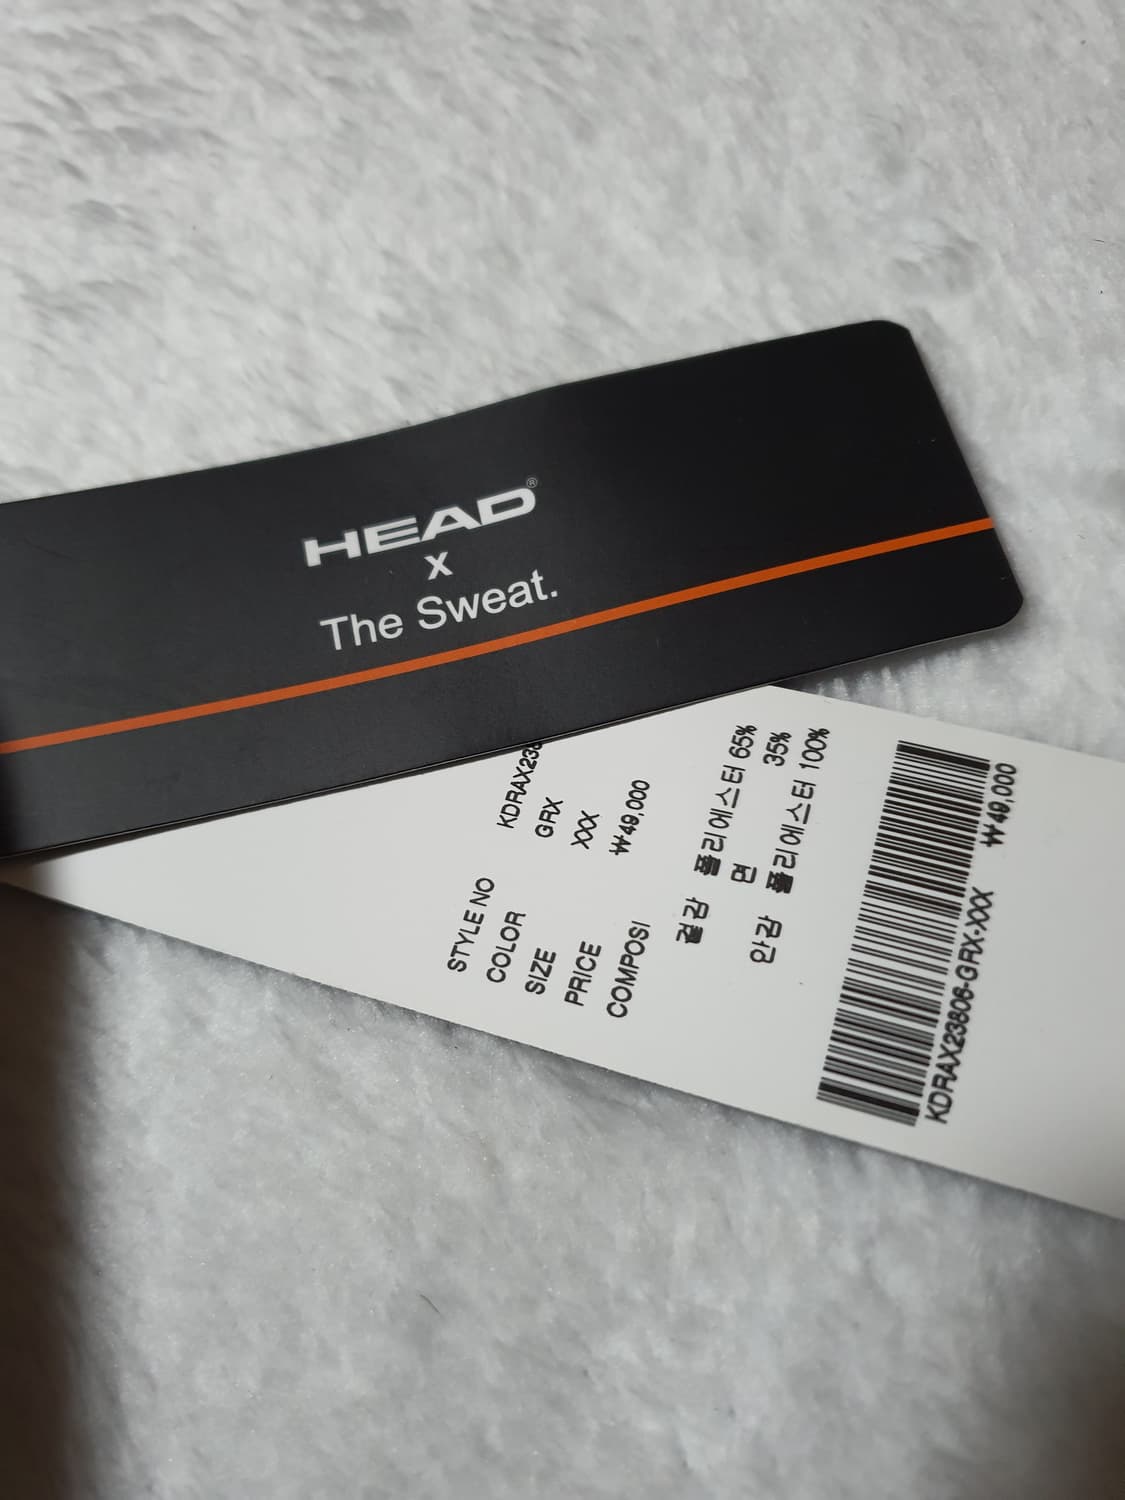 HEAD®
x
The Sweat.
STYLE NO KDRAX238
COLOR GRX
SIZE XXX
PRICE ₩49,000
COMPOSI
겉감 폴리에스터 65%
면 35%
안감 폴리에스터 100%
KDRAX23806-GRX-XXX ₩49,000